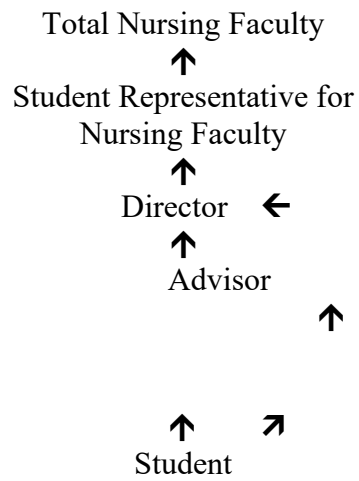 Total Nursing Faculty
↑
Student Representative for
Nursing Faculty
↑
Director ←
↑
Advisor
↑
↑ ↗
Student